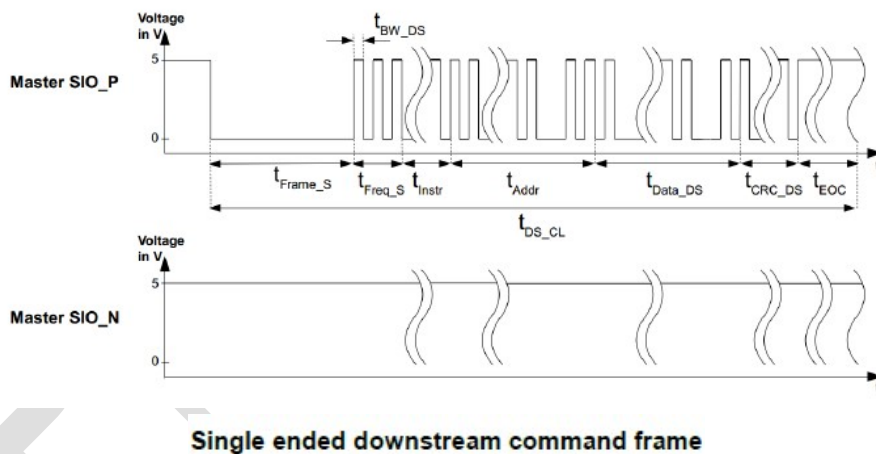 Voltage
in V
t_BW_DS
5
Master SIO_P
0
t
t_Frame_S
t_Freq_S
t_Instr
t_Addr
t_Data_DS
t_CRC_DS
t_EOC
t_DS_CL
Voltage
in V
5
Master SIO_N
0
t
Single ended downstream command frame